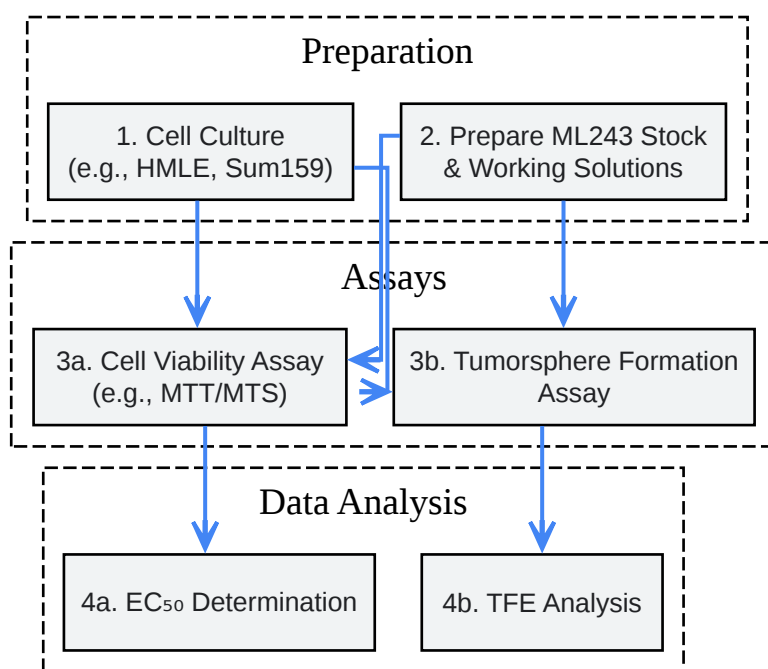 Preparation
1. Cell Culture
(e.g., HMLE, Sum159)
2. Prepare ML243 Stock
& Working Solutions
Assays
3a. Cell Viability Assay
(e.g., MTT/MTS)
3b. Tumorsphere Formation
Assay
Data Analysis
4a. EC₅₀ Determination
4b. TFE Analysis